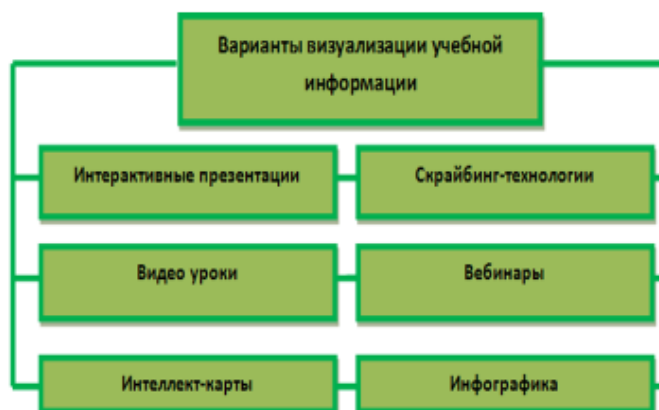 Варианты визуализации учебной
информации
Интерактивные презентации
Скрайбинг-технологии
Видео уроки
Вебинары
Интеллект-карты
Инфографика